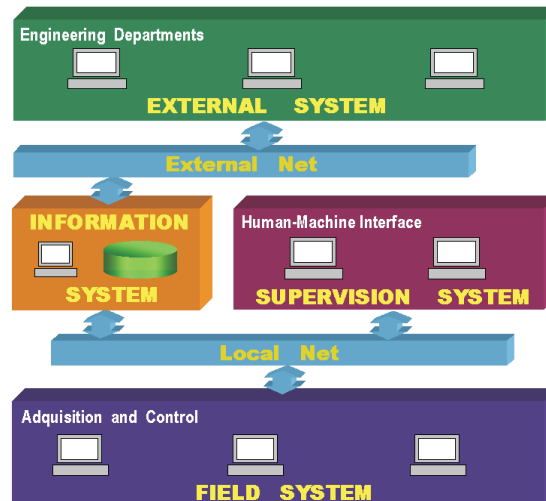 Engineering Departments
EXTERNAL SYSTEM
External Net
INFORMATION
SYSTEM
Human-Machine Interface
SUPERVISION SYSTEM
Local Net
Adquisition and Control
FIELD SYSTEM